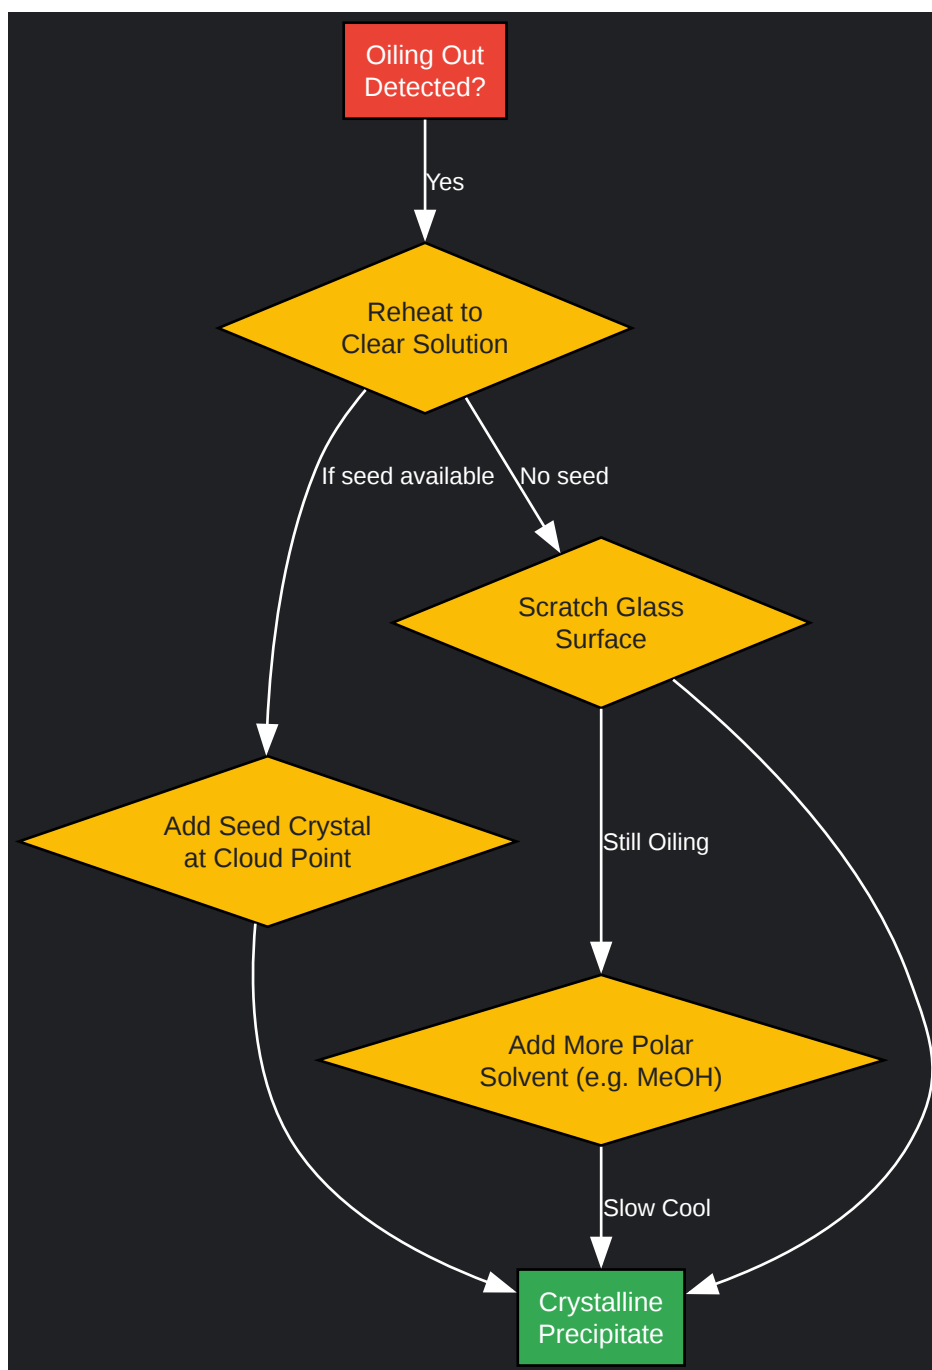 Oiling Out
Detected?
Yes
Reheat to
Clear Solution
If seed available
No seed
Scratch Glass
Surface
Add Seed Crystal
at Cloud Point
Still Oiling
Add More Polar
Solvent (e.g. MeOH)
Slow Cool
Crystalline
Precipitate